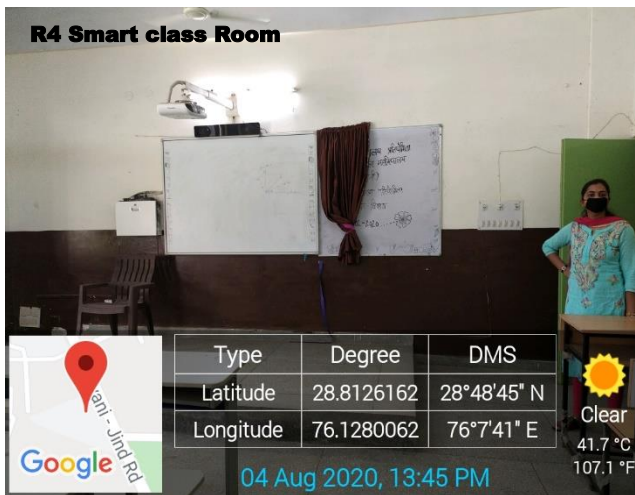 R4 Smart class Room
Type Degree DMS
Latitude 28.8126162 28°48'45" N
Longitude 76.1280062 76°7'41" E
ani - Jind Rd
Google
Clear
41.7 °C
107.1 °F
04 Aug 2020, 13:45 PM